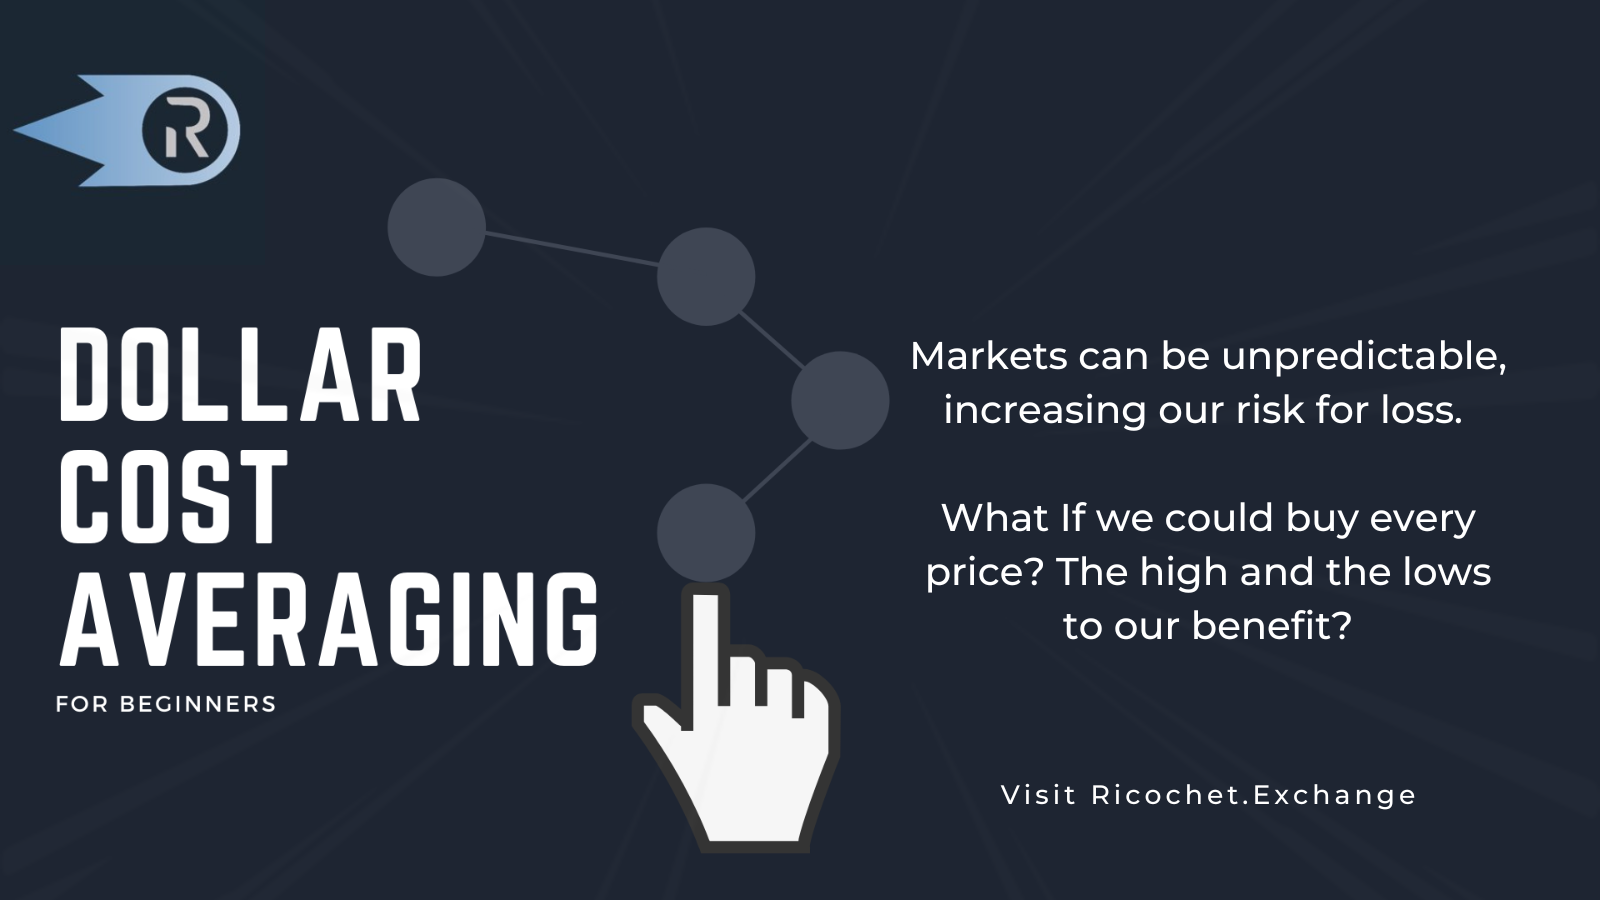 R
DOLLAR
COST
AVERAGING
FOR BEGINNERS
Markets can be unpredictable,
increasing our risk for loss.
What If we could buy every
price? The high and the lows
to our benefit?
Visit Ricochet.Exchange